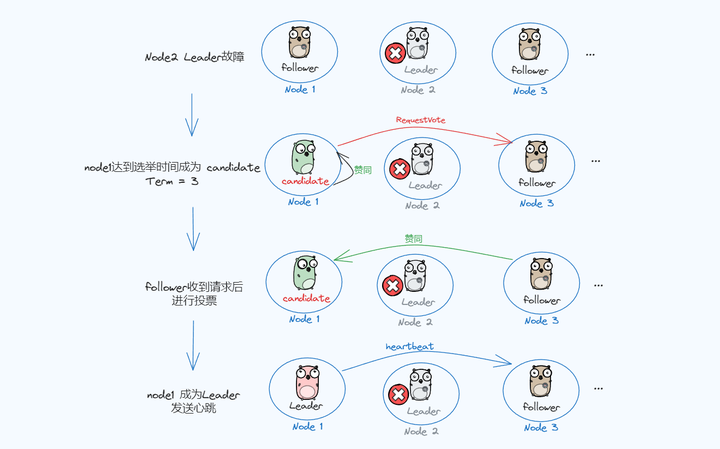 Node2 Leader故障
follower
Node 1
Leader
Node 2
follower
Node 3
...
node1达到选举时间成为 candidate
Term = 3
RequestVote
candidate
赞同
Node 1
Leader
Node 2
follower
Node 3
...
follower收到请求后
进行投票
赞同
candidate
Node 1
Leader
Node 2
follower
Node 3
...
node1 成为Leader
发送心跳
heartbeat
Leader
Node 1
Leader
Node 2
follower
Node 3
...